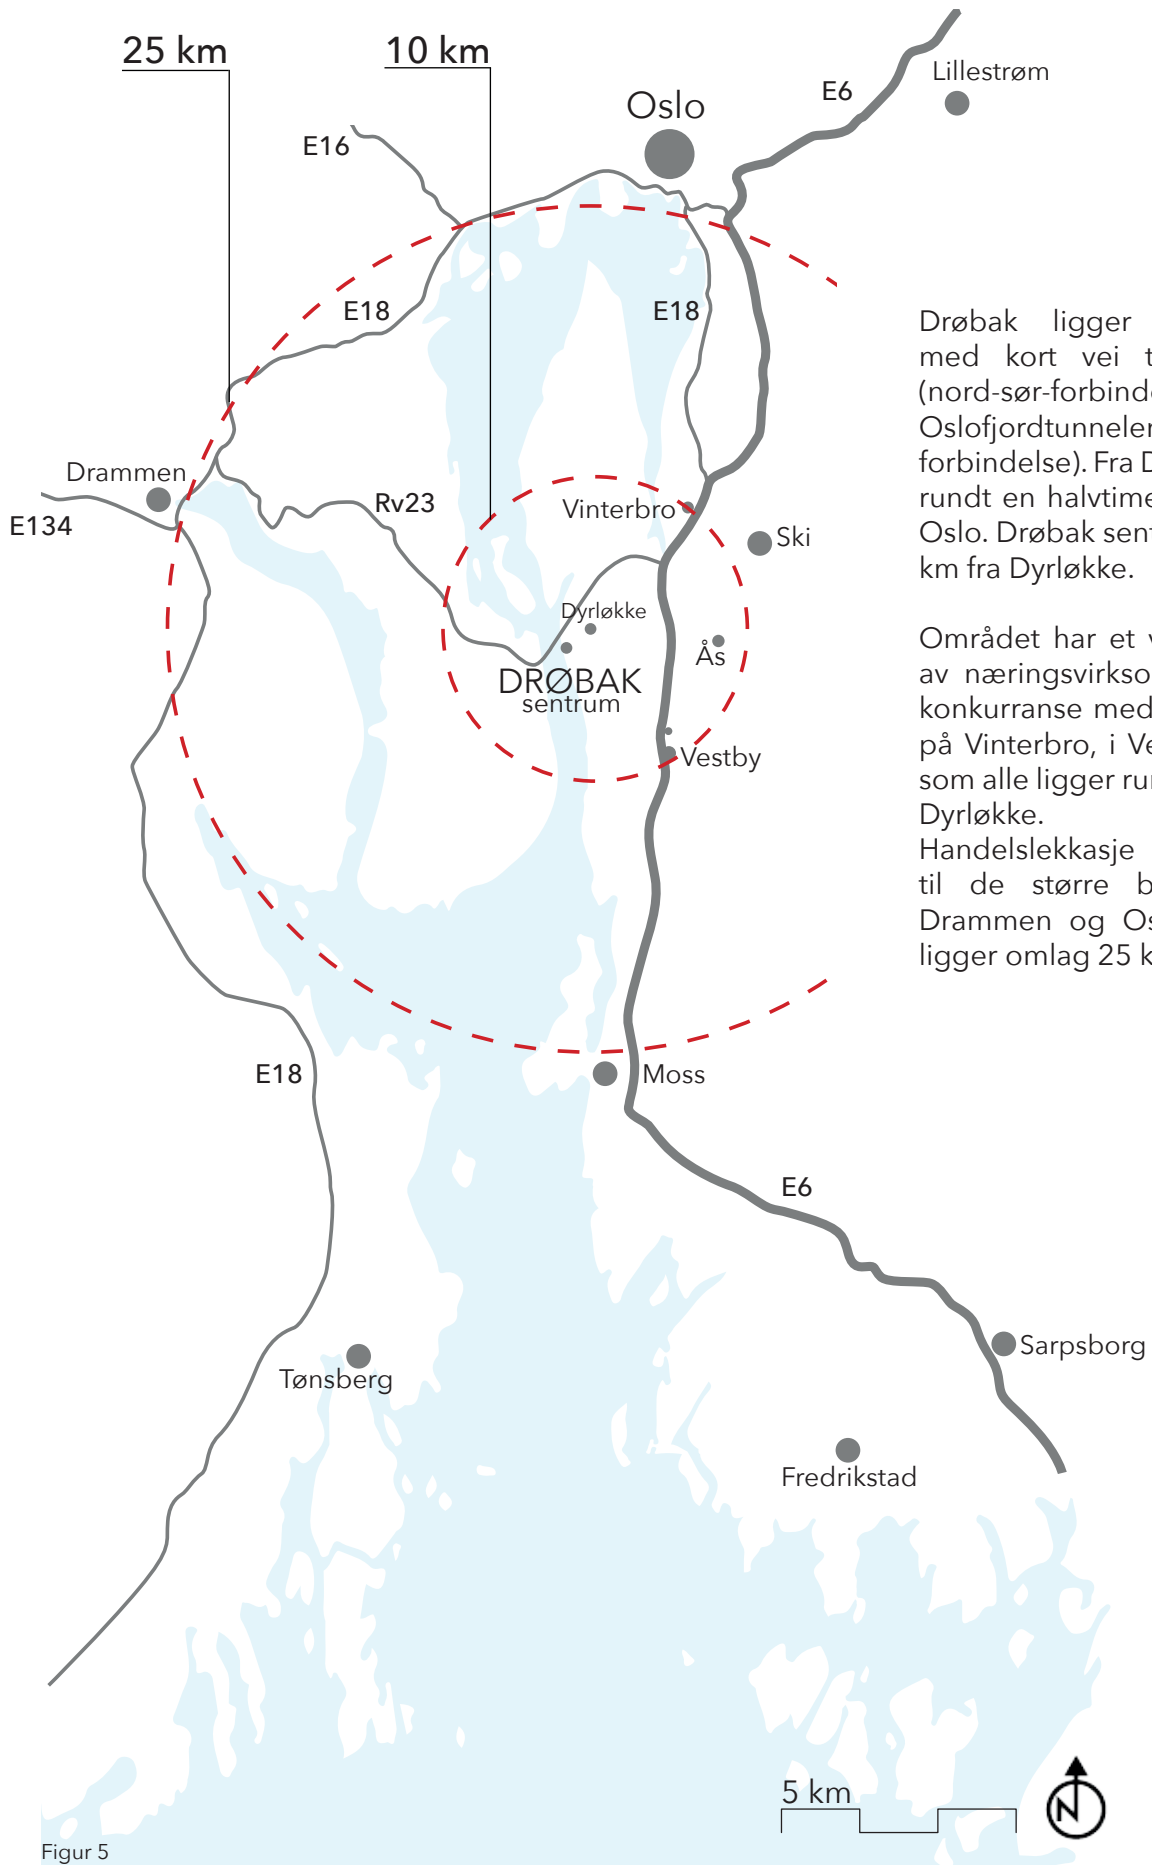 25 km
10 km
Oslo
E6
Lillestrøm
E16
E18
E18
Drammen
E134
Rv23
Vinterbro
Ski
Dyrløkke
Ås
DRØBAK
sentrum
Vestby
Drøbak ligger
med kort vei
(nord-sør-forbind
Oslofjordtunneler
forbindelse). Fra
rundt en halvtime
Oslo. Drøbak sent
km fra Dyrløkke.
Området har et
av næringsvirkso
konkurranse med
på Vinterbro, i Ve
som alle ligger
Dyrløkke.
Handelslekkasje
til de større b
Drammen og Os
ligger omlag 25 k
E18
Moss
E6
Tønsberg
Sarpsborg
Fredrikstad
5 km
N
Figur 5